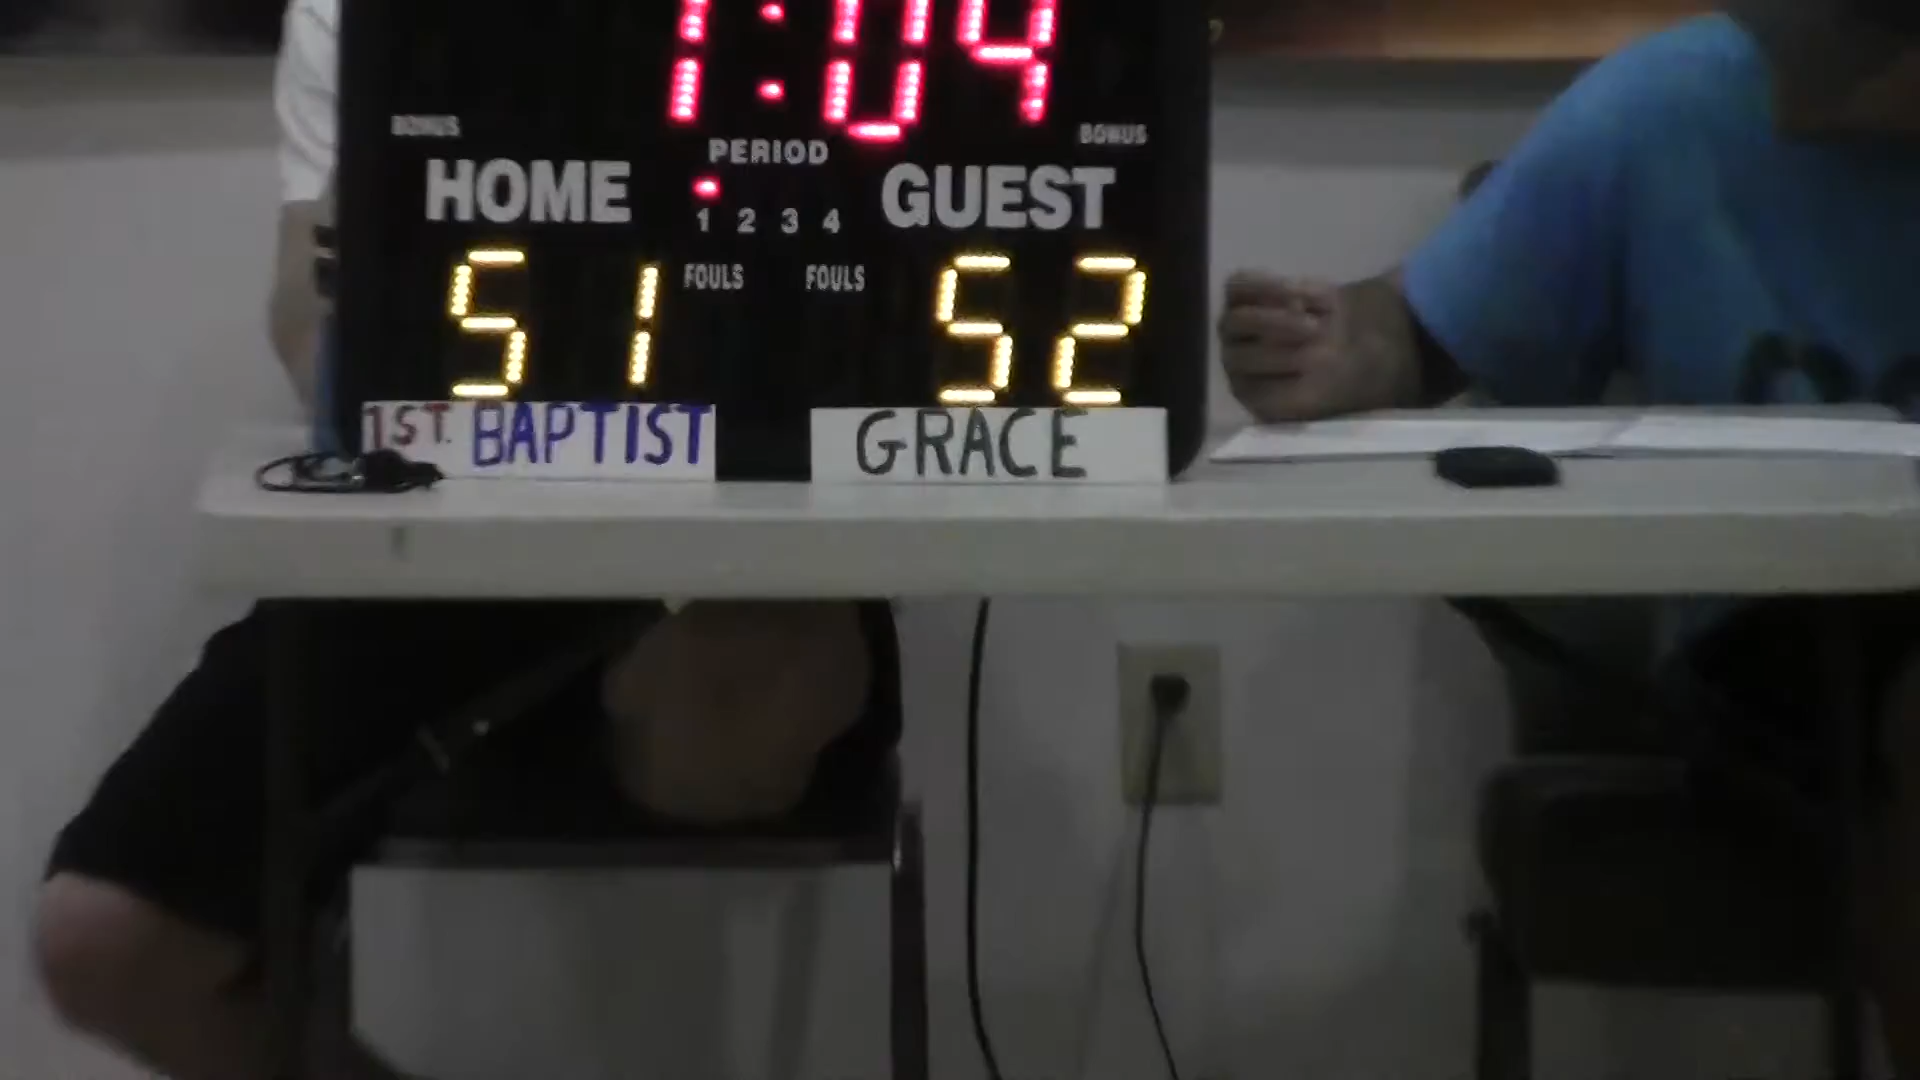 1:04
BONUS BONUS
PERIOD
HOME GUEST
1 2 3 4
51 FOULS FOULS 52
1ST. BAPTIST GRACE